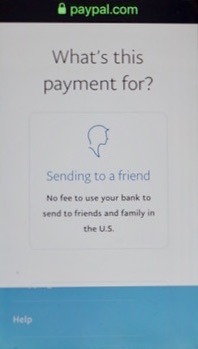 paypal.com
What's this
payment for?
Sending to a friend
No fee to use your bank to
send to friends and family in
the U.S.
Help